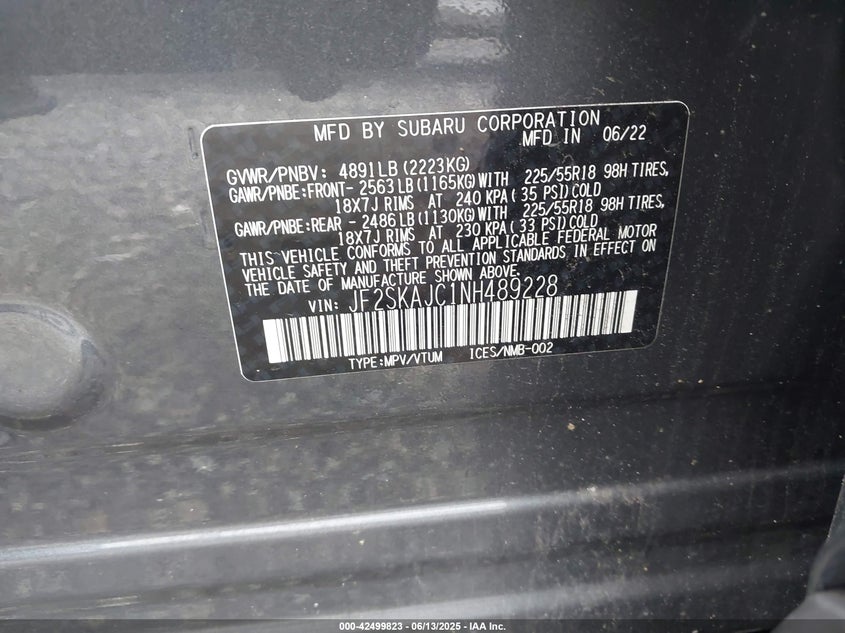 MFD BY SUBARU CORPORATION
MFD IN 06/22
GVWR/PNBV: 4891LB(2223KG)
GAWR/PNBE:FRONT- 2563LB(1165KG)WITH 225/55R18 98H TIRES,
18X7J RIMS AT 240 KPA( 35 PSI)COLD
GAWR/PNBE:REAR - 2486LB(1130KG)WITH 225/55R18 98H TIRES,
18X7J RIMS AT 230 KPA( 33 PSI)COLD
THIS VEHICLE CONFORMS TO ALL APPLICABLE FEDERAL MOTOR
VEHICLE SAFETY AND THEFT PREVENTION STANDARDS IN EFFECT ON
THE DATE OF MANUFACTURE SHOWN ABOVE.
VIN: JF2SKAJC1NH489228
TYPE:MPV/VTUM ICES/NMB-002
000-42499823 - 06/13/2025 - IAA Inc.